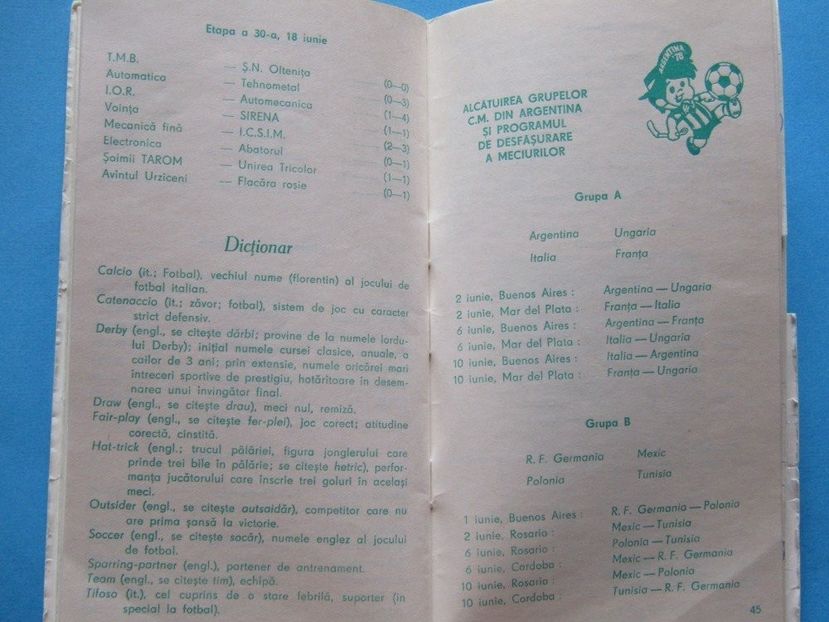 Etapa a 30-a, 18 iunie
T.M.B. — Ș.N. Oltenița (0—0)
Automatica — Tehnometal (0—3)
I.O.R. — Automecanica (1—4)
Voința — SIRENA (1—1)
Mecanică fină — I.C.S.I.M. (2—3)
Electronica — Abatorul (0—1)
Șoimii TAROM — Unirea Tricolor (1—1)
Avîntul Urziceni — Flacăra roșie (0—1)
Dicționar
Calcio (it.; Fotbal), vechiul nume (florentin) al jocului de
fotbal italian.
Catenaccio (it.; zăvor; fotbal), sistem de joc cu caracter
strict defensiv.
Derby (engl., se citește dărbi; provine de la numele lordu-
lui Derby); inițial numele cursei clasice, anuale, a
cailor de 3 ani; prin extensie, numele oricărei mari
întreceri sportive de prestigiu, hotărîtoare în desem-
narea unui învingător final.
Draw (engl., se citește drau), meci nul, remiză.
Fair-play (engl., se citește fer-plei), joc corect; atitudine
corectă, cinstită.
Hat-trick (engl.; trucul pălăriei, figura jonglerului care
prinde trei bile în pălărie; se citește hetric), perfor-
manța jucătorului care înscrie trei goluri în același
meci.
Outsider (engl., se citește autsaidăr), competitor care nu
are prima șansă la victorie.
Soccer (engl., se citește socăr), numele englez al jocului
de fotbal.
Sparring-partner (engl.), partener de antrenament.
Team (engl., se citește tim), echipă.
Tifoso (it.), cel cuprins de o stare febrilă, suporter (în
special la fotbal).
ARGENTINA
'78
ALCĂTUIREA GRUPELOR
C.M. DIN ARGENTINA
ȘI PROGRAMUL
DE DESFĂȘURARE
A MECIURILOR
Grupa A
Argentina Ungaria
Italia Franța
2 iunie, Buenos Aires : Argentina — Ungaria
2 iunie, Mar del Plata : Franța — Italia
6 iunie, Buenos Aires : Argentina — Franța
6 iunie, Mar del Plata : Italia — Ungaria
10 iunie, Buenos Aires : Italia — Argentina
10 iunie, Mar del Plata : Franța — Ungaria
Grupa B
R. F. Germania Mexic
Polonia Tunisia
1 iunie, Buenos Aires : R. F. Germania — Polonia
2 iunie, Rosario : Mexic — Tunisia
6 iunie, Rosario : Polonia — Tunisia
6 iunie, Cordoba : Mexic — R. F. Germania
10 iunie, Rosario : Mexic — Polonia
10 iunie, Cordoba : Tunisia — R. F. Germania
45